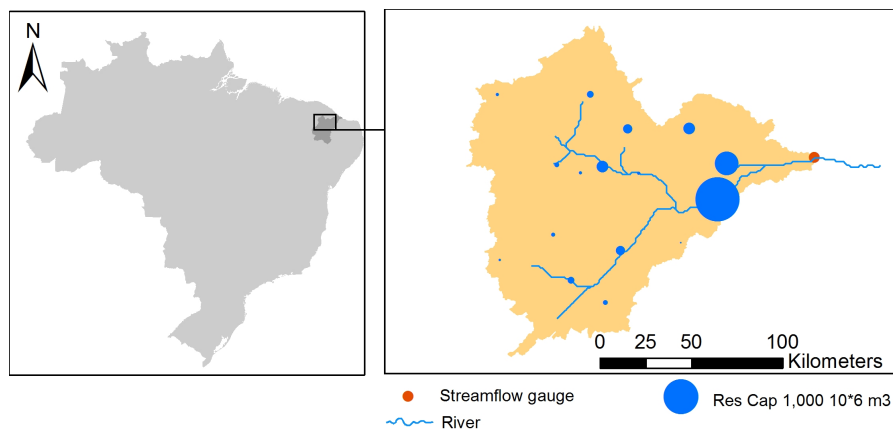 N
0 25 50 100
Kilometers
Streamflow gauge
River
Res Cap 1,000 10*6 m3